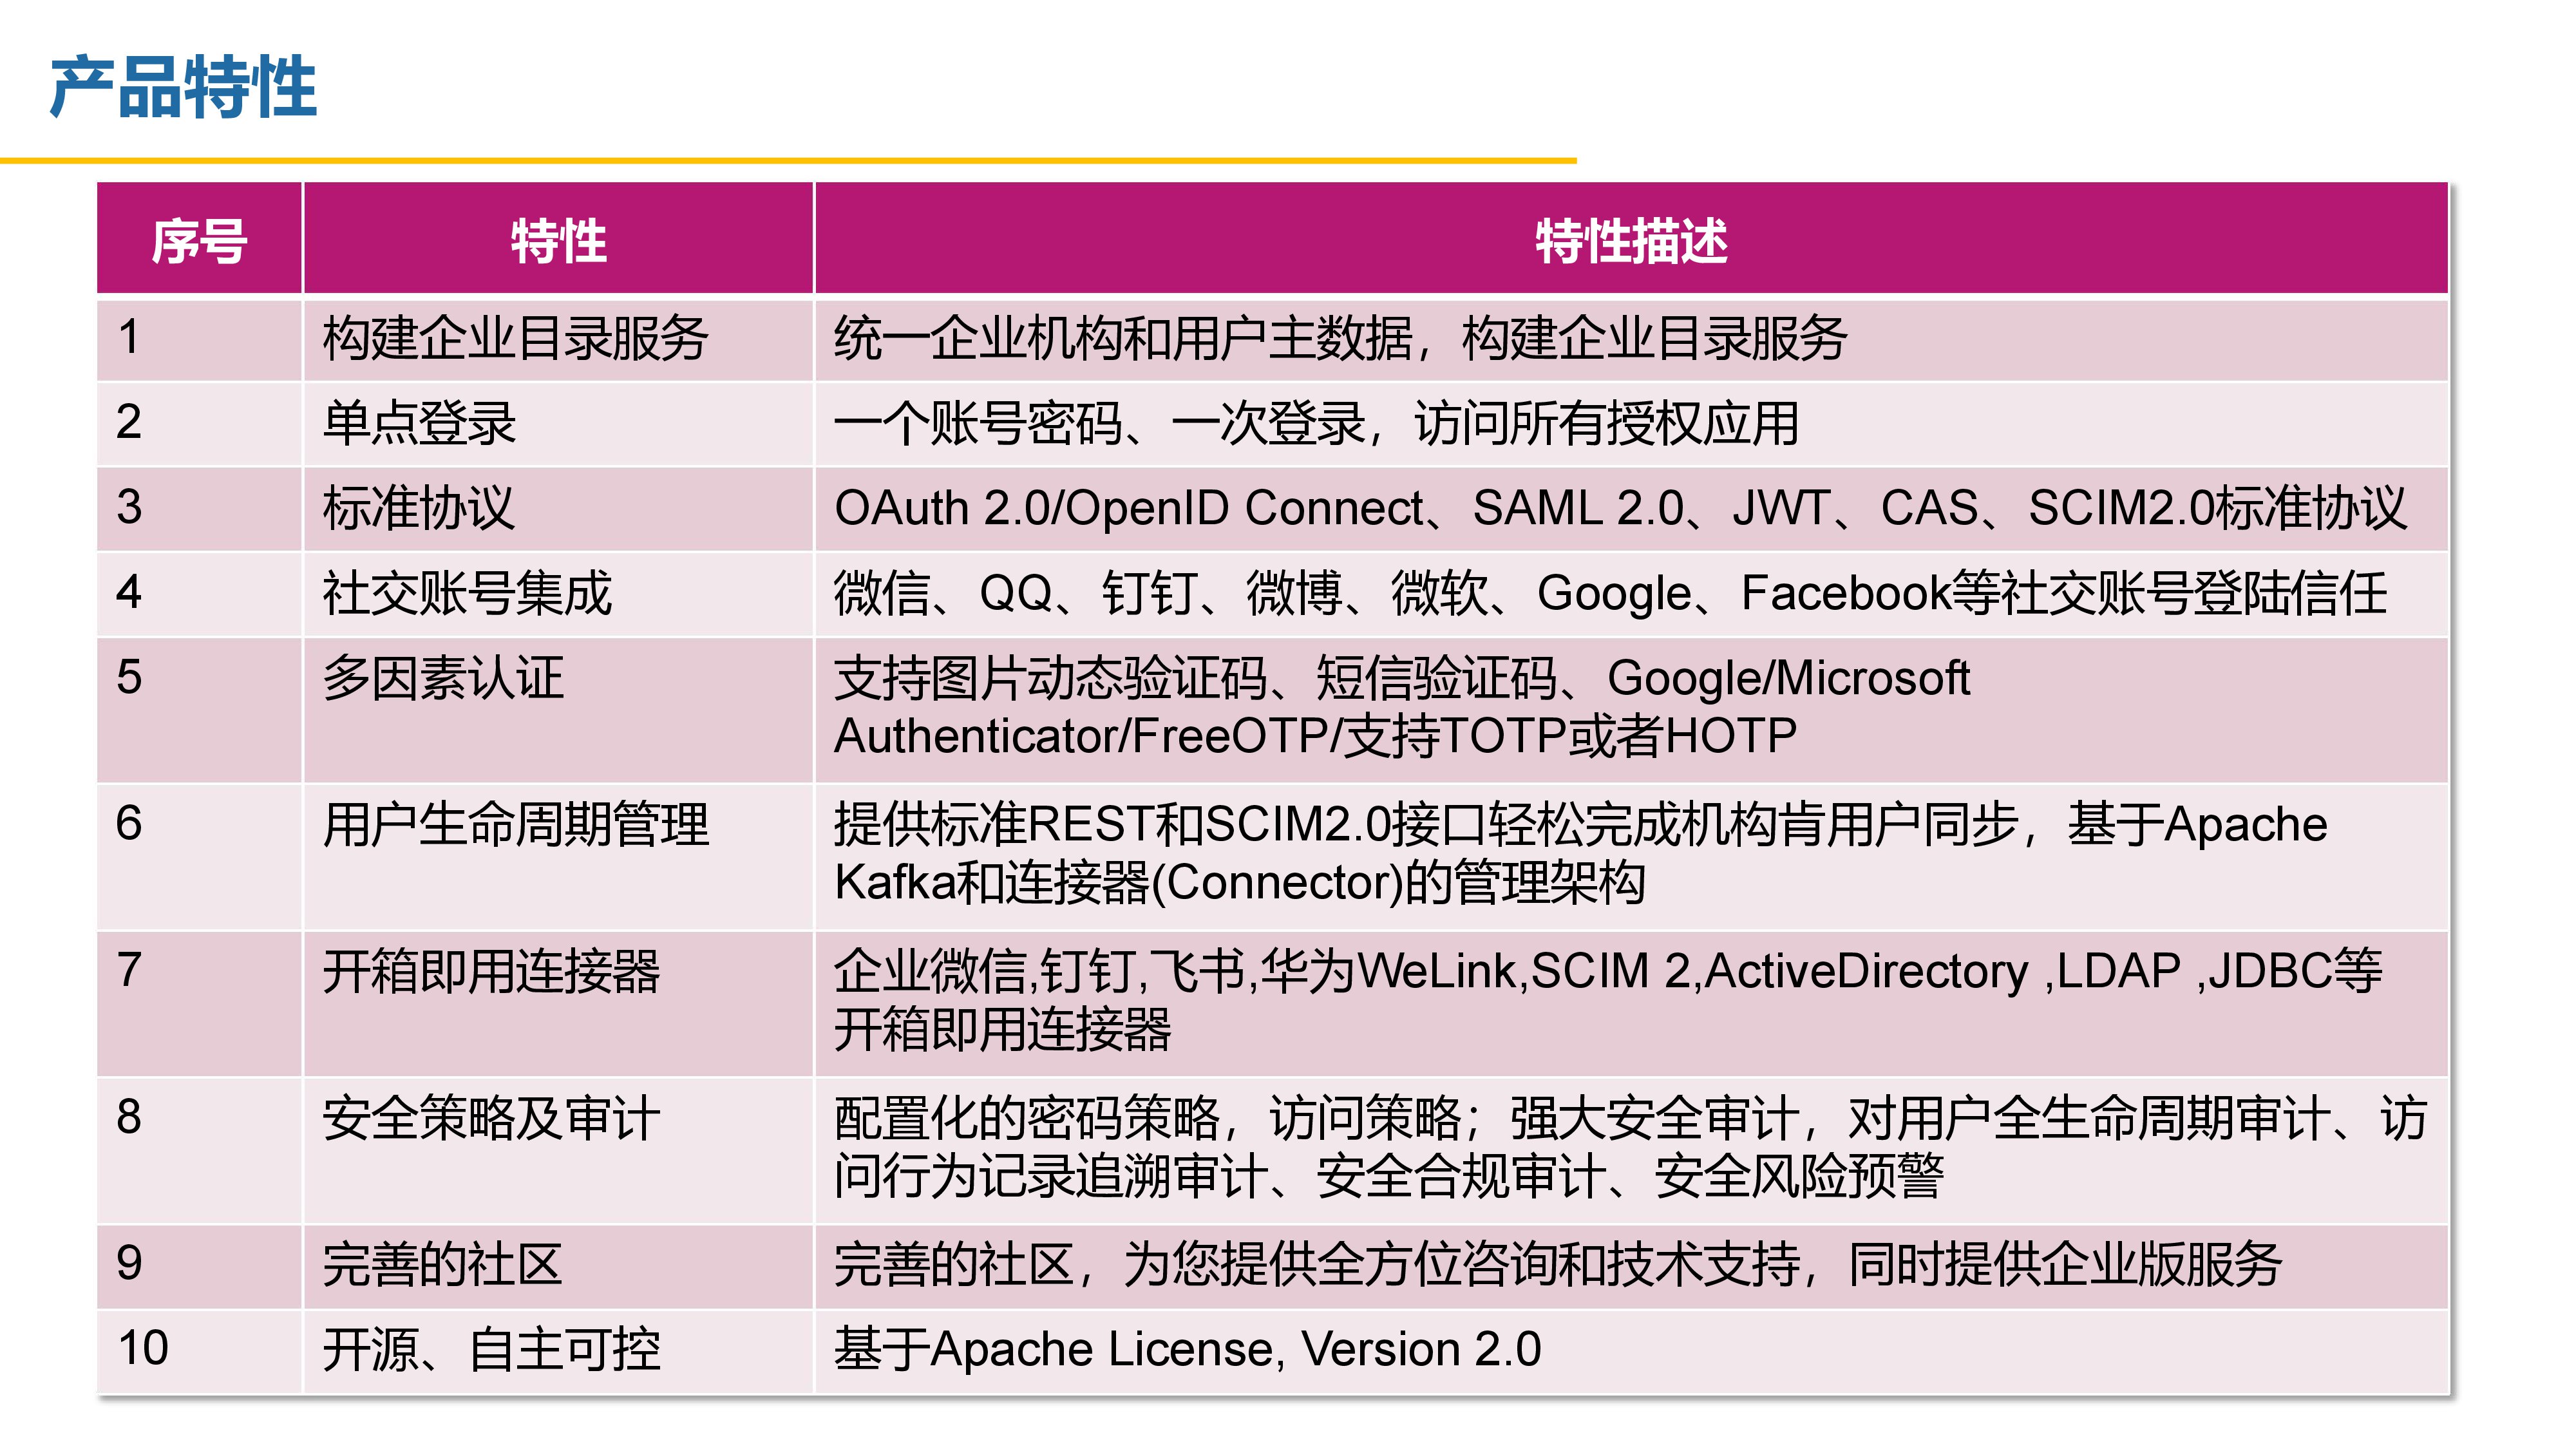 产品特性
序号 特性 特性描述
1 构建企业目录服务 统一企业机构和用户主数据，构建企业目录服务
2 单点登录 一个账号密码、一次登录，访问所有授权应用
3 标准协议 OAuth 2.0/OpenID Connect、SAML 2.0、JWT、CAS、SCIM2.0标准协议
4 社交账号集成 微信、QQ、钉钉、微博、微软、Google、Facebook等社交账号登陆信任
5 多因素认证 支持图片动态验证码、短信验证码、Google/Microsoft
Authenticator/FreeOTP/支持TOTP或者HOTP
6 用户生命周期管理 提供标准REST和SCIM2.0接口轻松完成机构肯用户同步，基于Apache
Kafka和连接器(Connector)的管理架构
7 开箱即用连接器 企业微信,钉钉,飞书,华为WeLink,SCIM 2,ActiveDirectory ,LDAP ,JDBC等
开箱即用连接器
8 安全策略及审计 配置化的密码策略，访问策略；强大安全审计，对用户全生命周期审计、访
问行为记录追溯审计、安全合规审计、安全风险预警
9 完善的社区 完善的社区，为您提供全方位咨询和技术支持，同时提供企业版服务
10 开源、自主可控 基于Apache License, Version 2.0